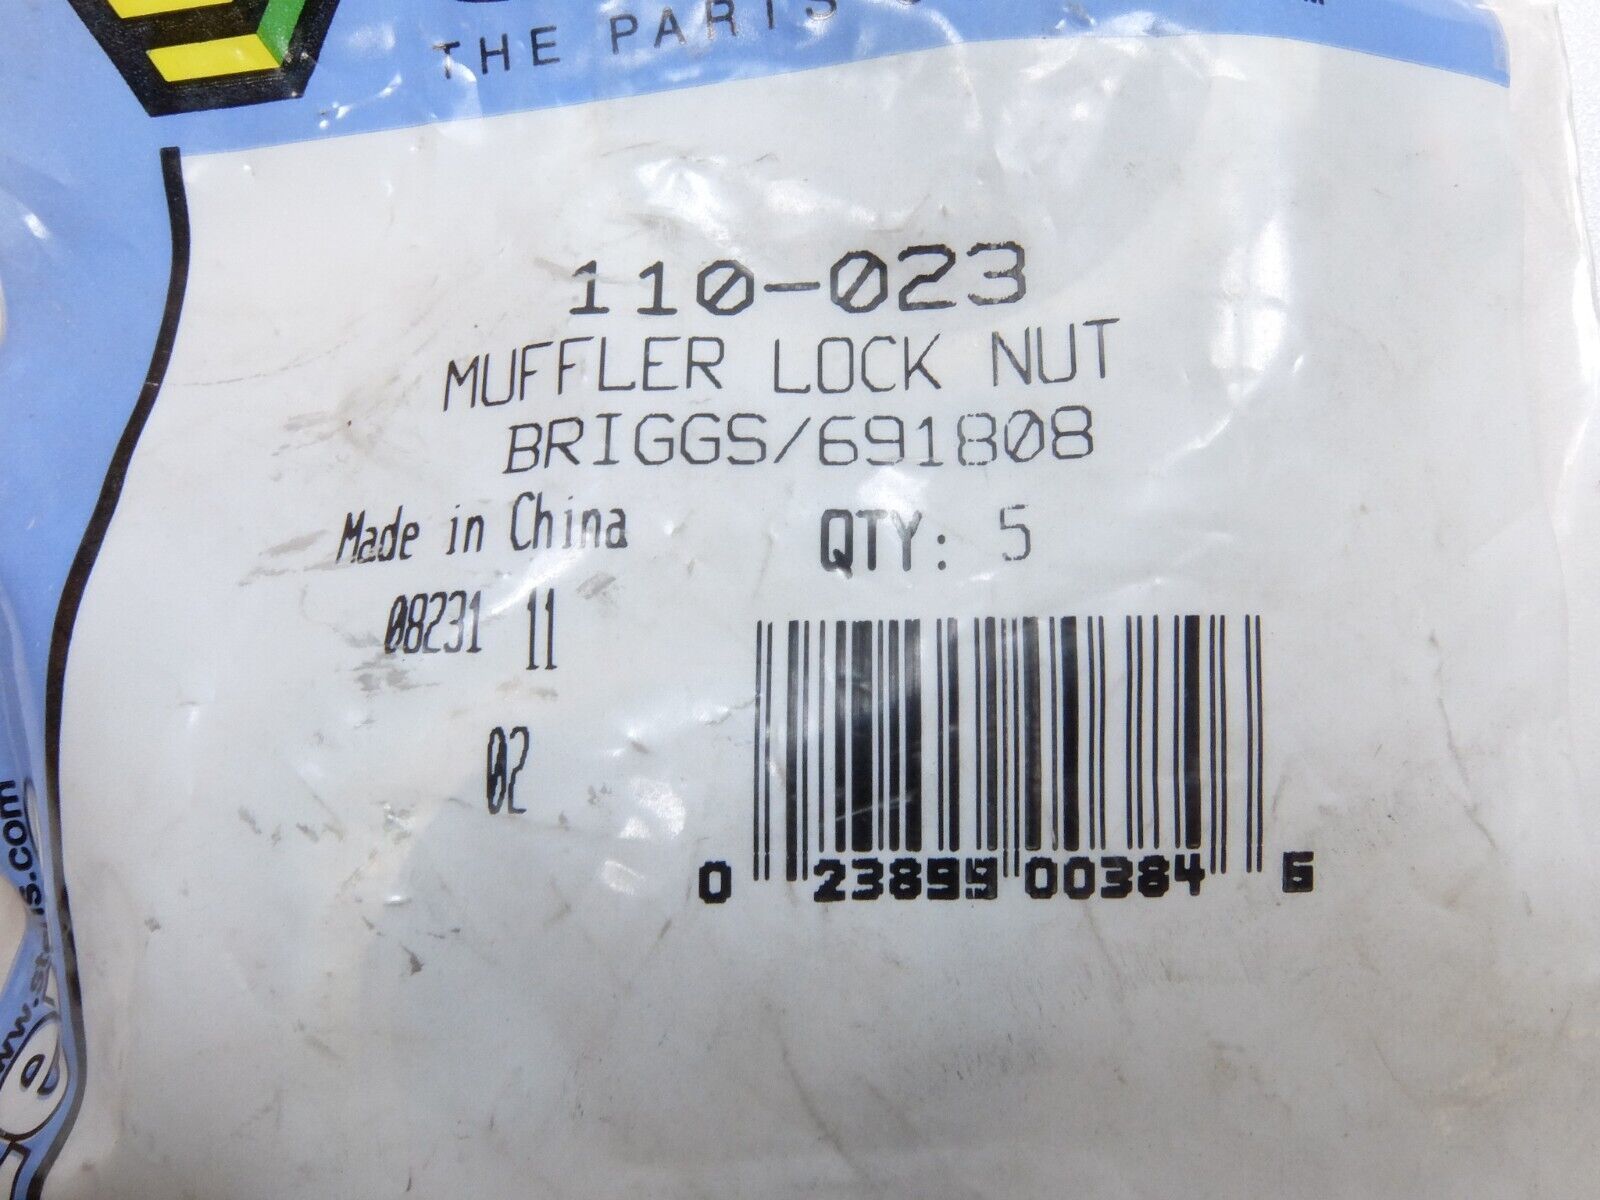 THE PARTS
110-023
MUFFLER LOCK NUT
BRIGGS/691808
Made in China
QTY: 5
08231 11
02
0 23899 00384 6